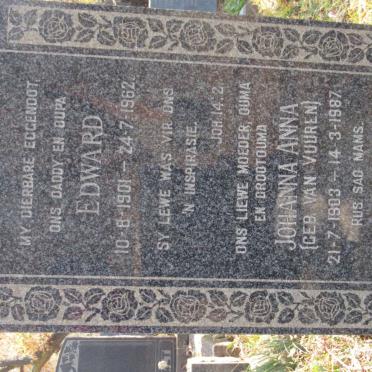 MY DIERBARE EGGENOOT
ONS DADDY EN OUPA
EDWARD
10-8-1901 — 24-7-1962
SY LEWE WAS VIR ONS
'N INSPIRASIE.
JOH. 14. 2.
ONS LIEWE MOEDER, OUMA
EN GROOTOUMA
JOHANNA ANNA
(GEB. VAN VUUREN)
21-7-1903 — 14-3-1987
RUS SAG MANS.